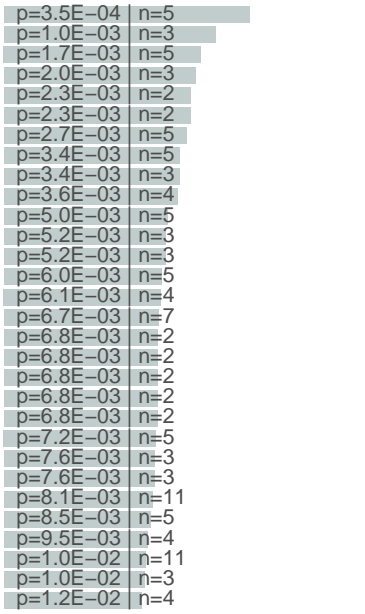 p=3.5E−04 | n=5
p=1.0E−03 | n=3
p=1.7E−03 | n=5
p=2.0E−03 | n=3
p=2.3E−03 | n=2
p=2.3E−03 | n=2
p=2.7E−03 | n=5
p=3.4E−03 | n=5
p=3.4E−03 | n=3
p=3.6E−03 | n=4
p=5.0E−03 | n=5
p=5.2E−03 | n=3
p=5.2E−03 | n=3
p=6.0E−03 | n=5
p=6.1E−03 | n=4
p=6.7E−03 | n=7
p=6.8E−03 | n=2
p=6.8E−03 | n=2
p=6.8E−03 | n=2
p=6.8E−03 | n=2
p=6.8E−03 | n=2
p=7.2E−03 | n=5
p=7.6E−03 | n=3
p=7.6E−03 | n=3
p=8.1E−03 | n=11
p=8.5E−03 | n=5
p=9.5E−03 | n=4
p=1.0E−02 | n=11
p=1.0E−02 | n=3
p=1.2E−02 | n=4